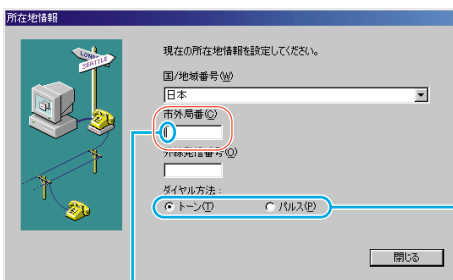 所在地情報
LONDON
SEATTLE
現在の所在地情報を設定してください。
国/地域番号(W)
日本
市外局番(C)
外線発信番号(O)
ダイヤル方法:
トーン(T) パルス(P)
閉じる